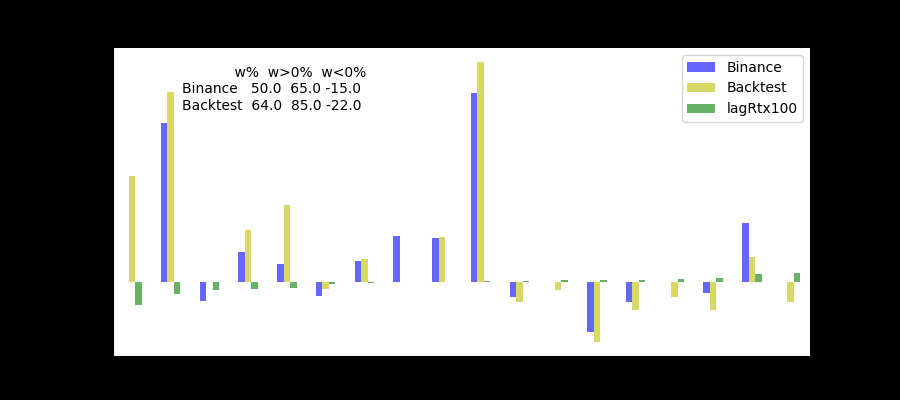 w% w>0% w<0%
Binance 50.0 65.0 -15.0
Backtest 64.0 85.0 -22.0
Binance
Backtest
lagRtx100